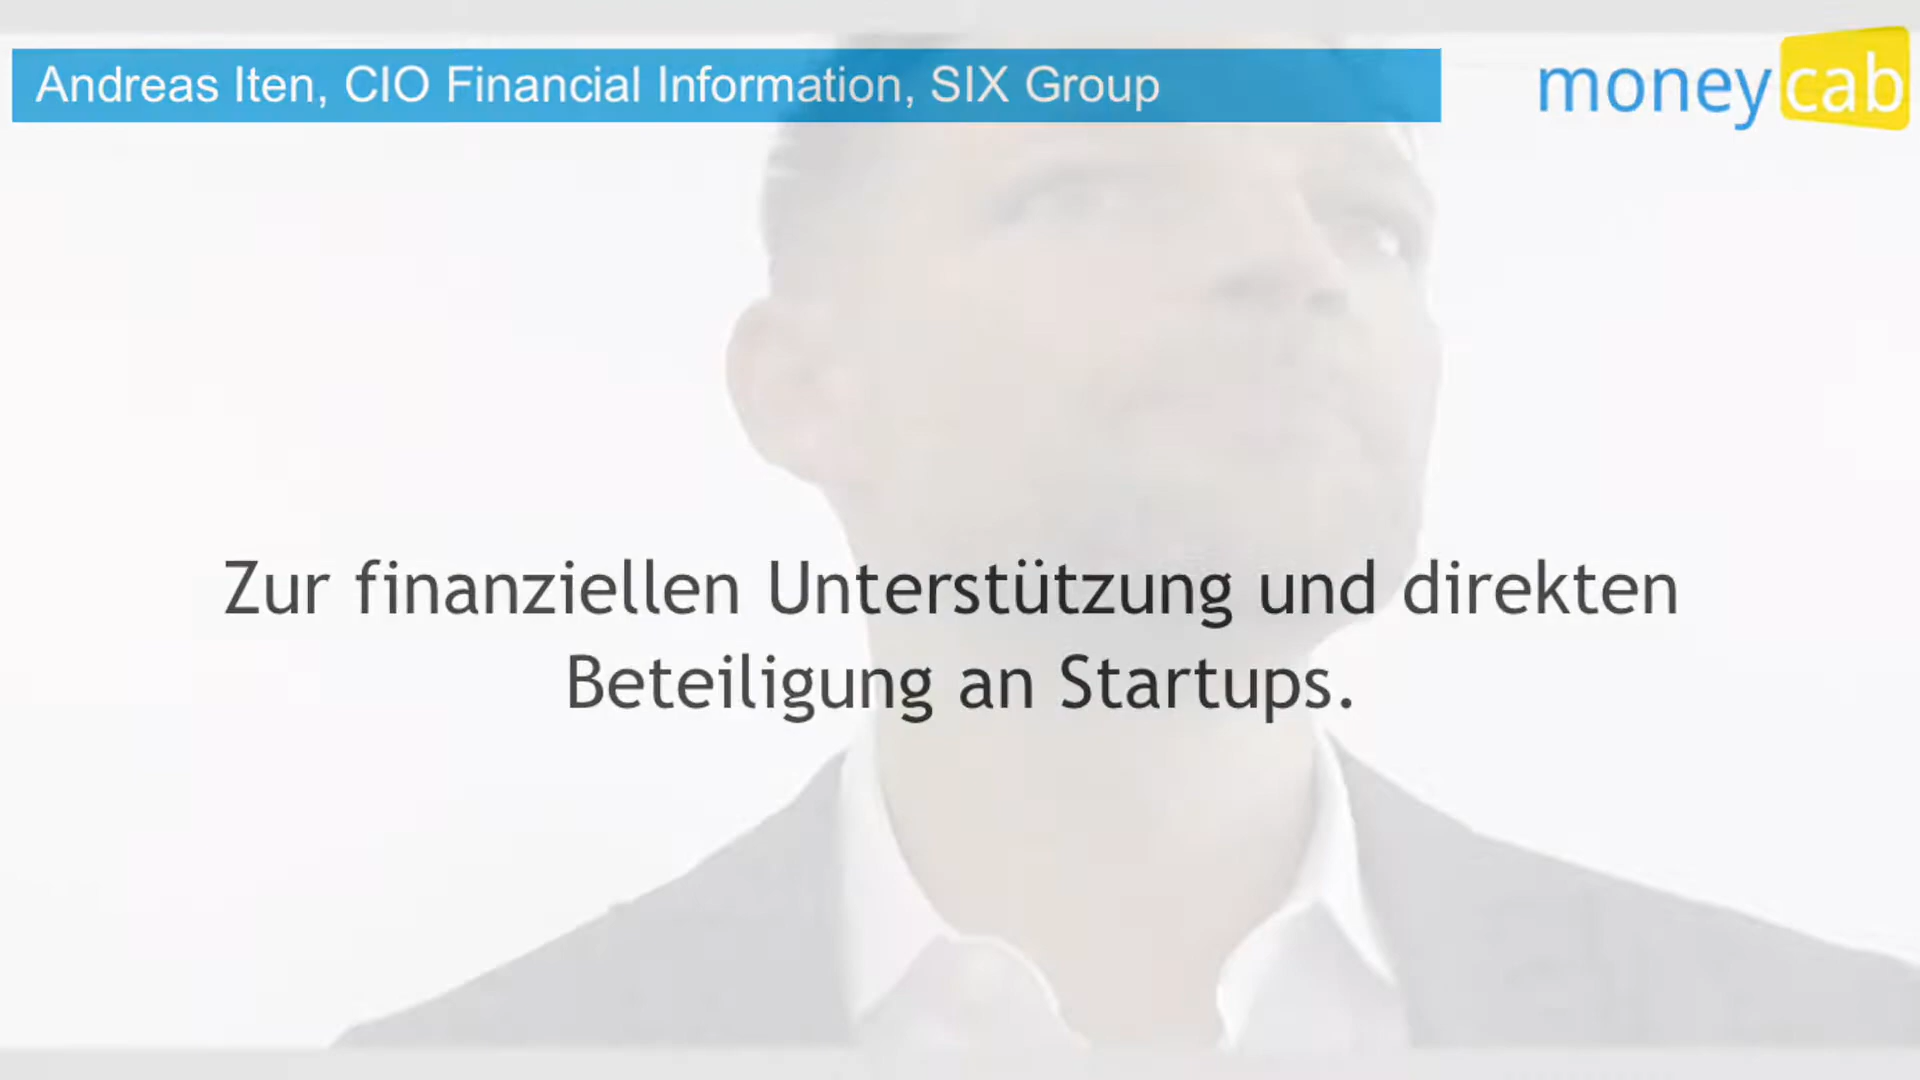 Andreas Iten, CIO Financial Information, SIX Group
moneycab
Zur finanziellen Unterstützung und direkten
Beteiligung an Startups.